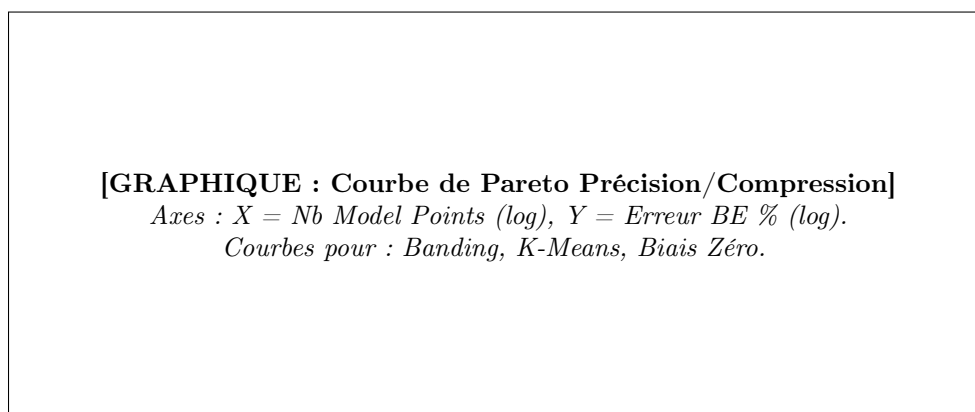 [GRAPHIQUE : Courbe de Pareto Précision/Compression]
Axes : X = Nb Model Points (log), Y = Erreur BE % (log).
Courbes pour : Banding, K-Means, Biais Zéro.